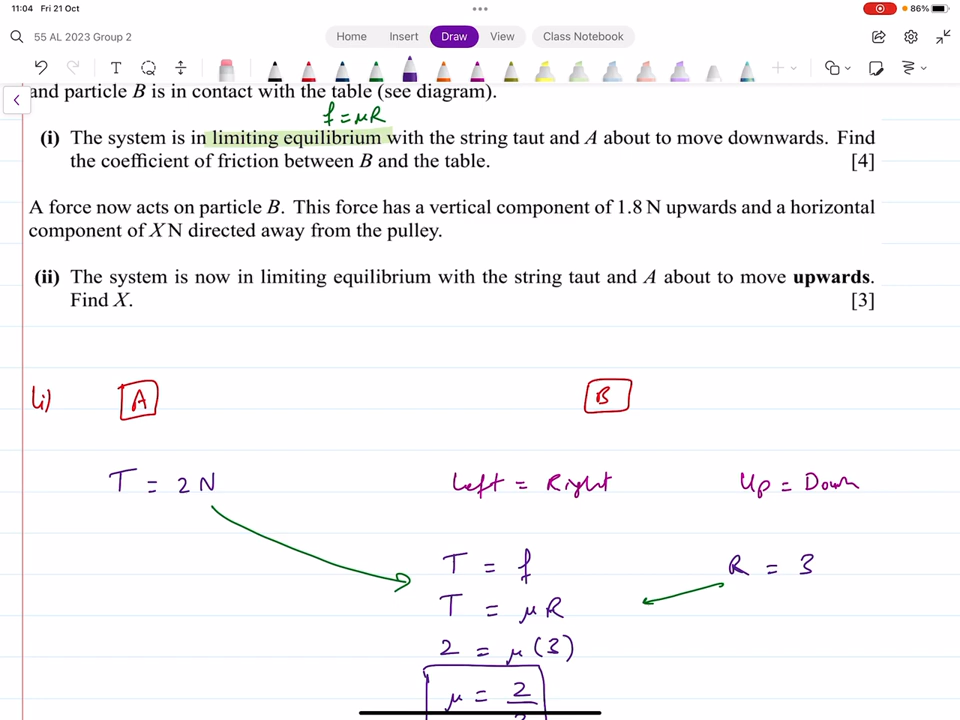 11:04 Fri 21 Oct
86%
55 AL 2023 Group 2
Home Insert Draw View Class Notebook
and particle B is in contact with the table (see diagram).
f = μR
(i) The system is in limiting equilibrium with the string taut and A about to move downwards. Find
the coefficient of friction between B and the table. [4]
A force now acts on particle B. This force has a vertical component of 1.8 N upwards and a horizontal
component of X N directed away from the pulley.
(ii) The system is now in limiting equilibrium with the string taut and A about to move upwards.
Find X. [3]
(i) A B
T = 2N Left = Right Up = Down
T = f R = 3
T = μR
2 = μ(3)
μ = 2